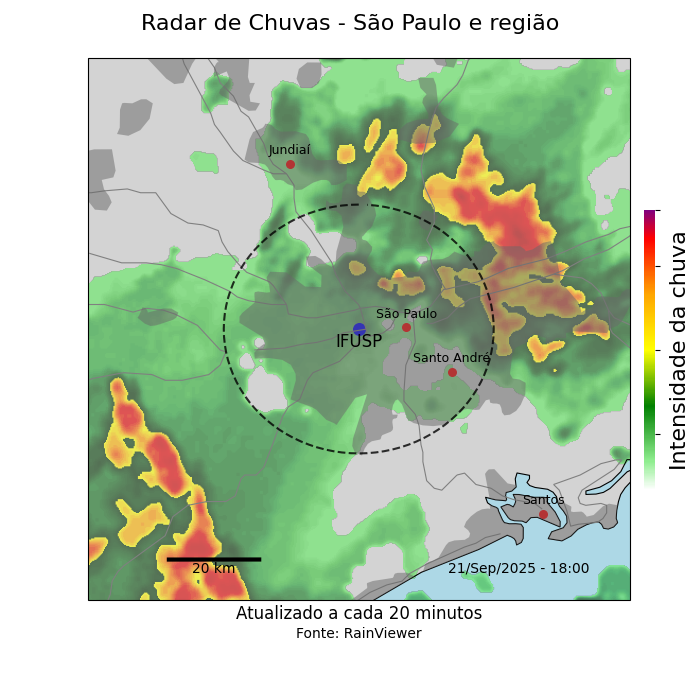 Radar de Chuvas - São Paulo e região
Jundiaí
São Paulo
IFUSP
Santo André
Santos
20 km
21/Sep/2025 - 18:00
Intensidade da chuva
Atualizado a cada 20 minutos
Fonte: RainViewer